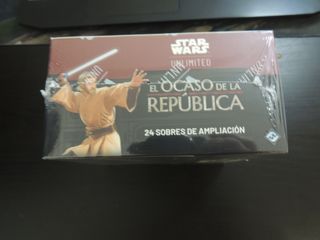 STAR
WARS
UNLIMITED
EL OCASO DE LA
REPÚBLICA
24 SOBRES DE AMPLIACIÓN